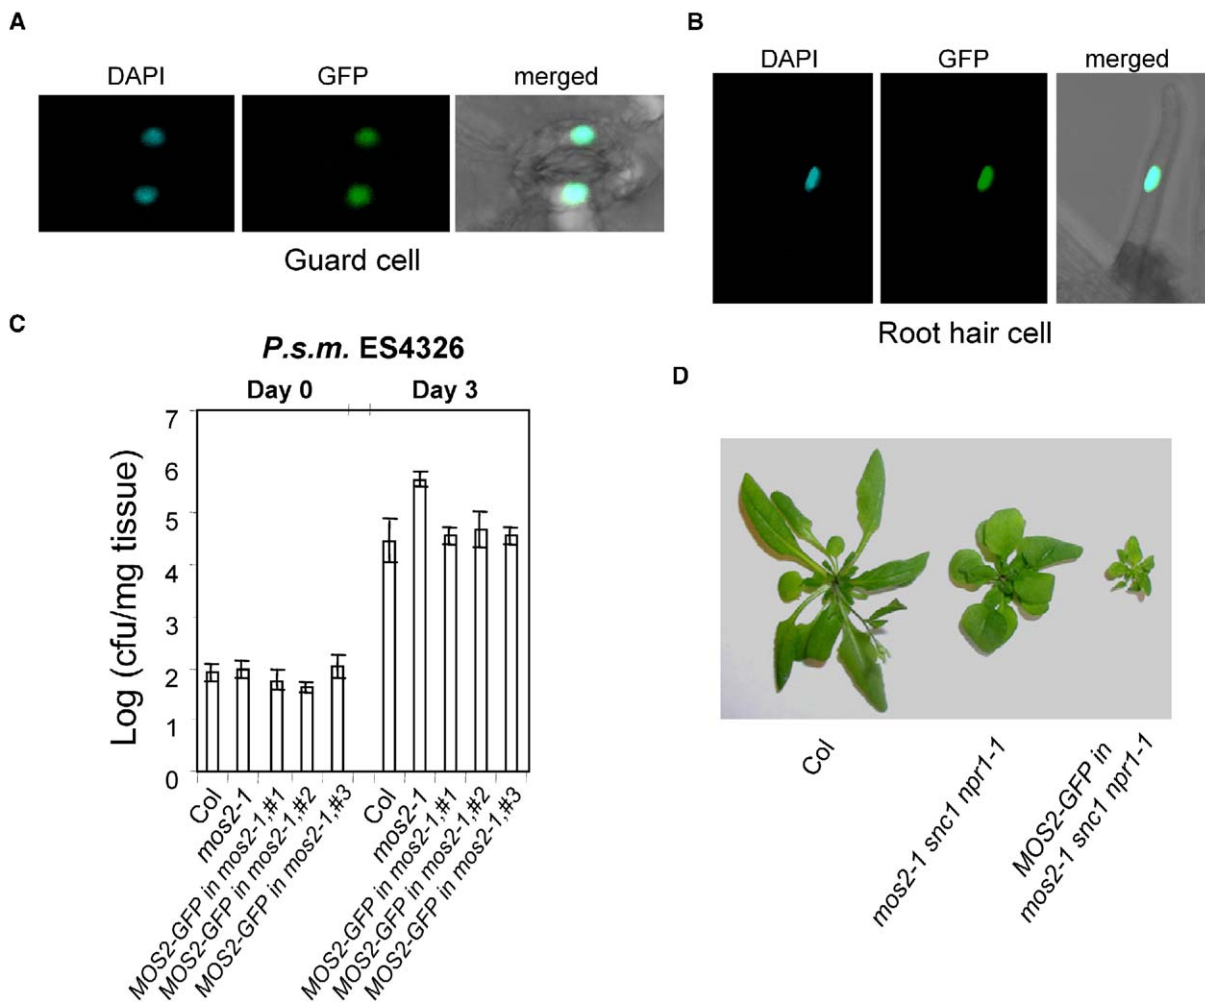 A
DAPI GFP merged
Guard cell
B
DAPI GFP merged
Root hair cell
C
P.s.m. ES4326
Day 0 Day 3
Log (cfu/mg tissue)
7
6
5
4
3
2
1
0
Col
mos2-1
MOS2-GFP in mos2-1,#1
MOS2-GFP in mos2-1,#2
MOS2-GFP in mos2-1,#3
Col
mos2-1
MOS2-GFP in mos2-1,#1
MOS2-GFP in mos2-1,#2
MOS2-GFP in mos2-1,#3
D
Col
mos2-1 snc1 npr1-1
MOS2-GFP in
mos2-1 snc1 npr1-1